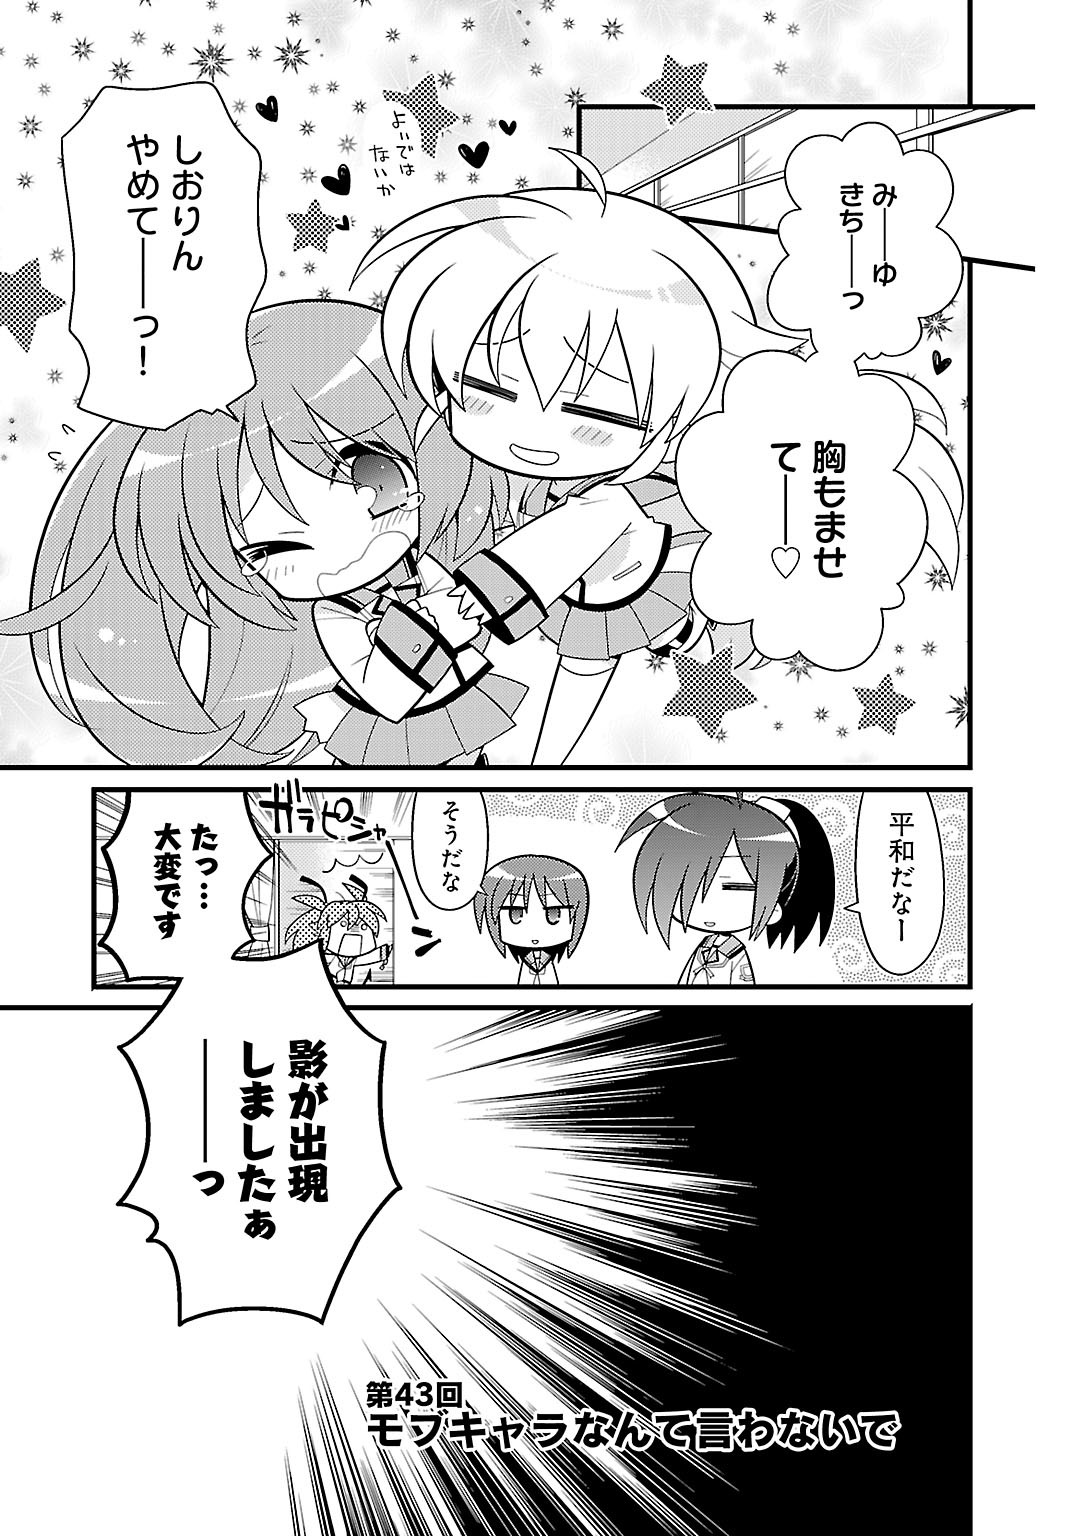 みーゆ
きちーっ
胸もませ
てー♡
よいでは
ないか
しおりん
やめてーっ！
平和だなー
そうだな
ガラピシャ
たっ…
大変です
影が出現
しましたぁ
ーーっ
第43回
モブキャラなんて言わないで